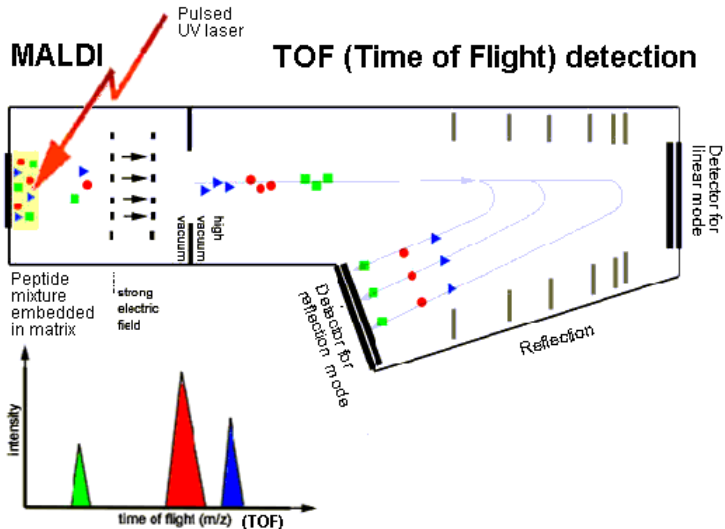 Pulsed
UV laser
MALDI
TOF (Time of Flight) detection
Detector for
linear mode
high
vacuum
vacuum
Peptide
mixture
embedded
in matrix
strong
electric
field
Detector for
reflection mode
Reflection
intensity
time of flight (m/z) (TOF)